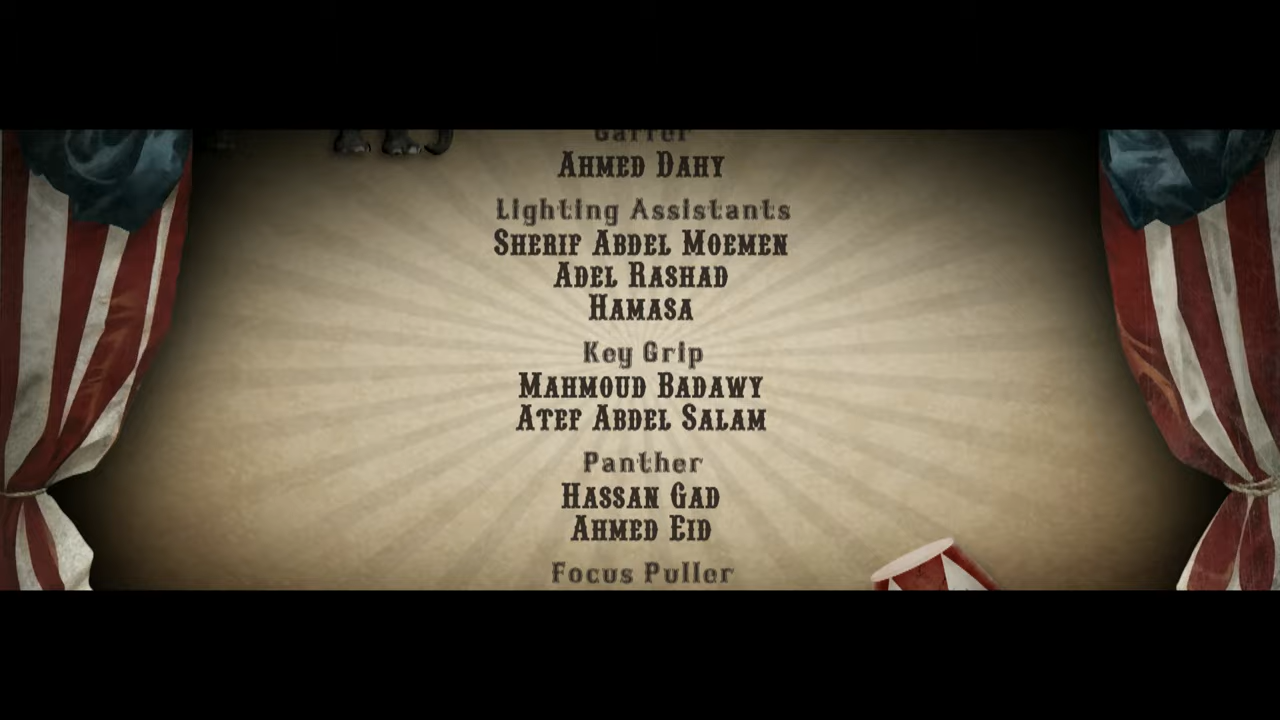 Gaffer
Ahmed Dahy
Lighting Assistants
Sherif Abdel Moemen
Adel Rashad
Hamasa
Key Grip
Mahmoud Badawy
Atef Abdel Salam
Panther
Hassan Gad
Ahmed Eid
Focus Puller